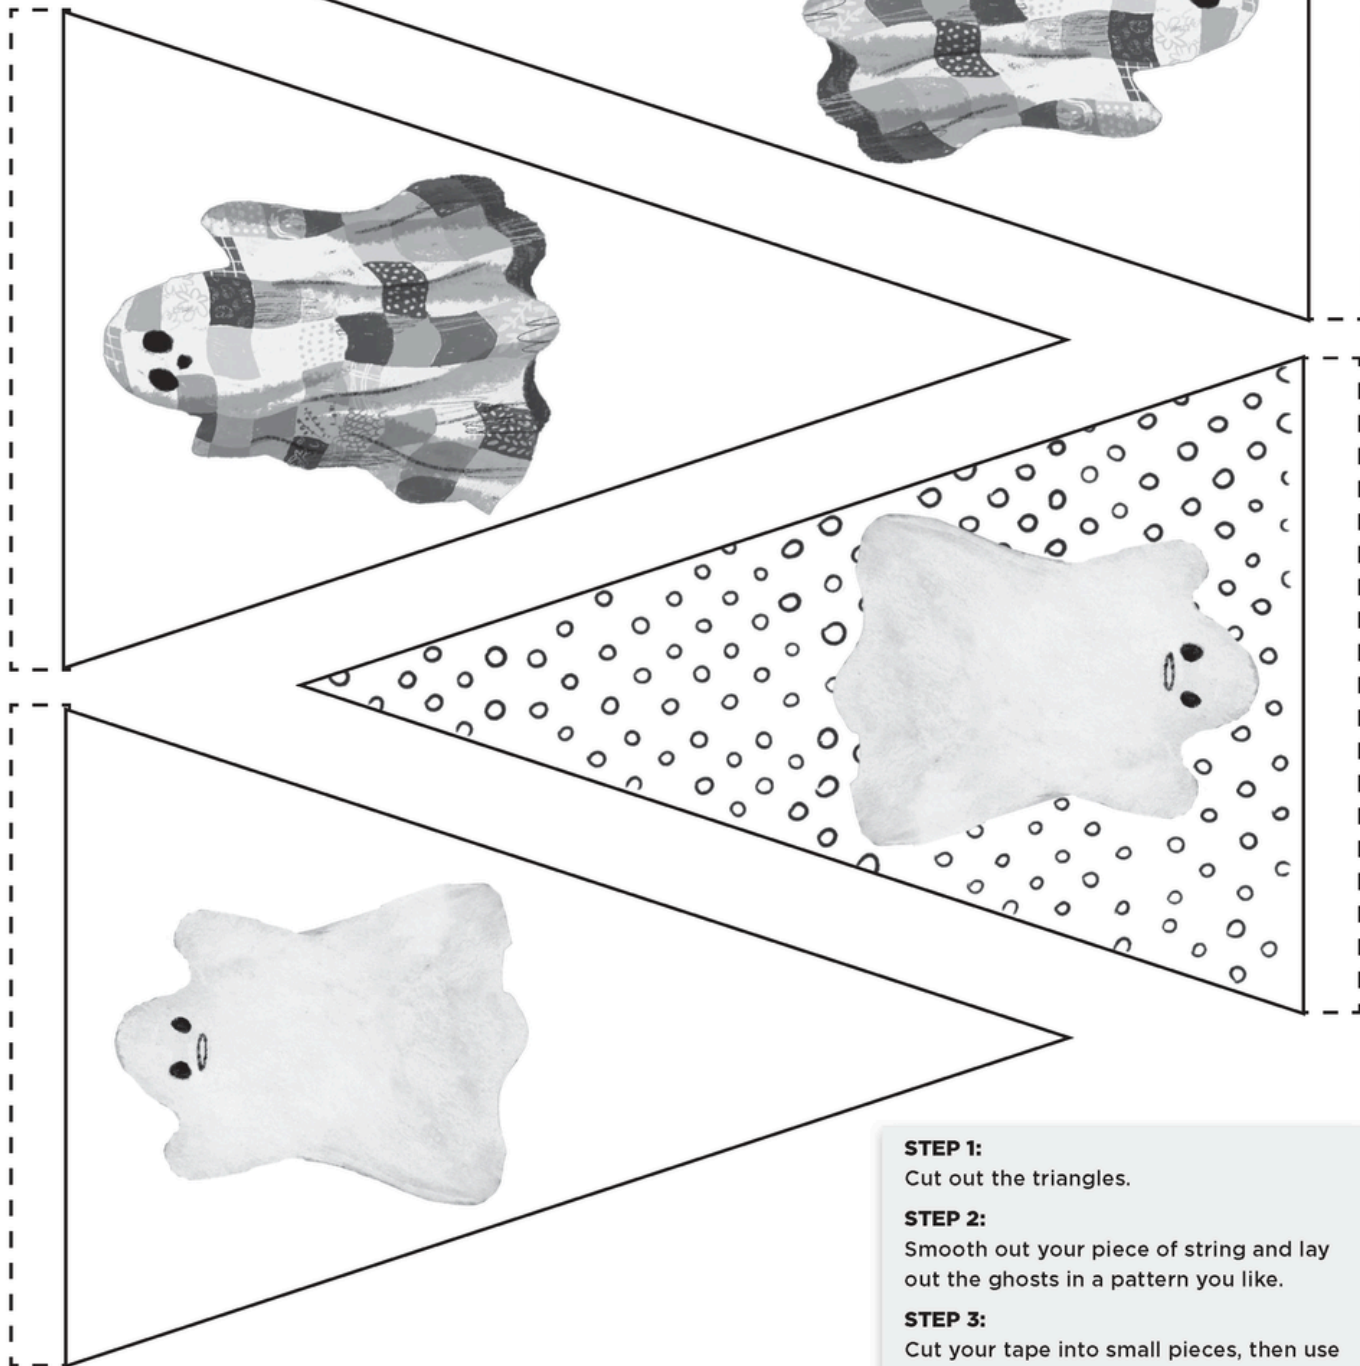 STEP 1:
Cut out the triangles.
STEP 2:
Smooth out your piece of string and lay
out the ghosts in a pattern you like.
STEP 3:
Cut your tape into small pieces, then use